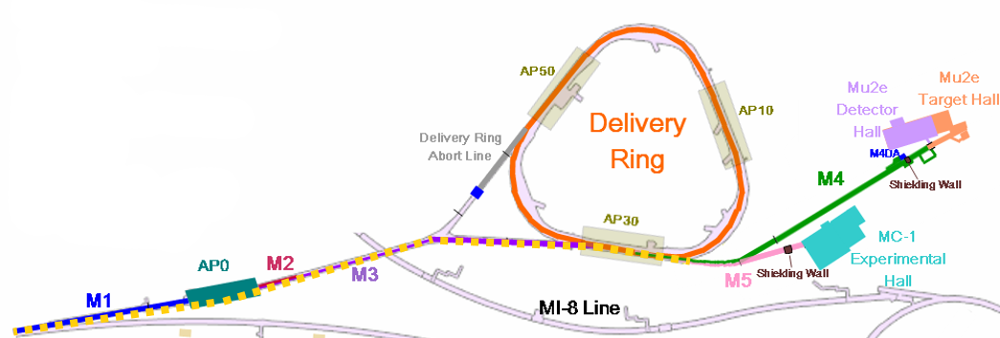 AP50
Delivery Ring
Abort Line
Delivery
Ring
AP10
Mu2e
Detector
Hall
Mu2e
Target Hall
M4DA
Shielding Wall
M4
AP30
MC-1
Experimental
Hall
Shielding Wall
M5
AP0
M2
M3
M1
MI-8 Line